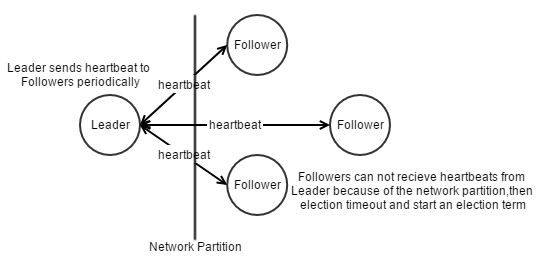 Follower
Leader sends heartbeat to
Followers periodically
heartbeat
Leader
heartbeat
Follower
heartbeat
Follower
Followers can not recieve heartbeats from
Leader because of the network partition,then
election timeout and start an election term
Network Partition